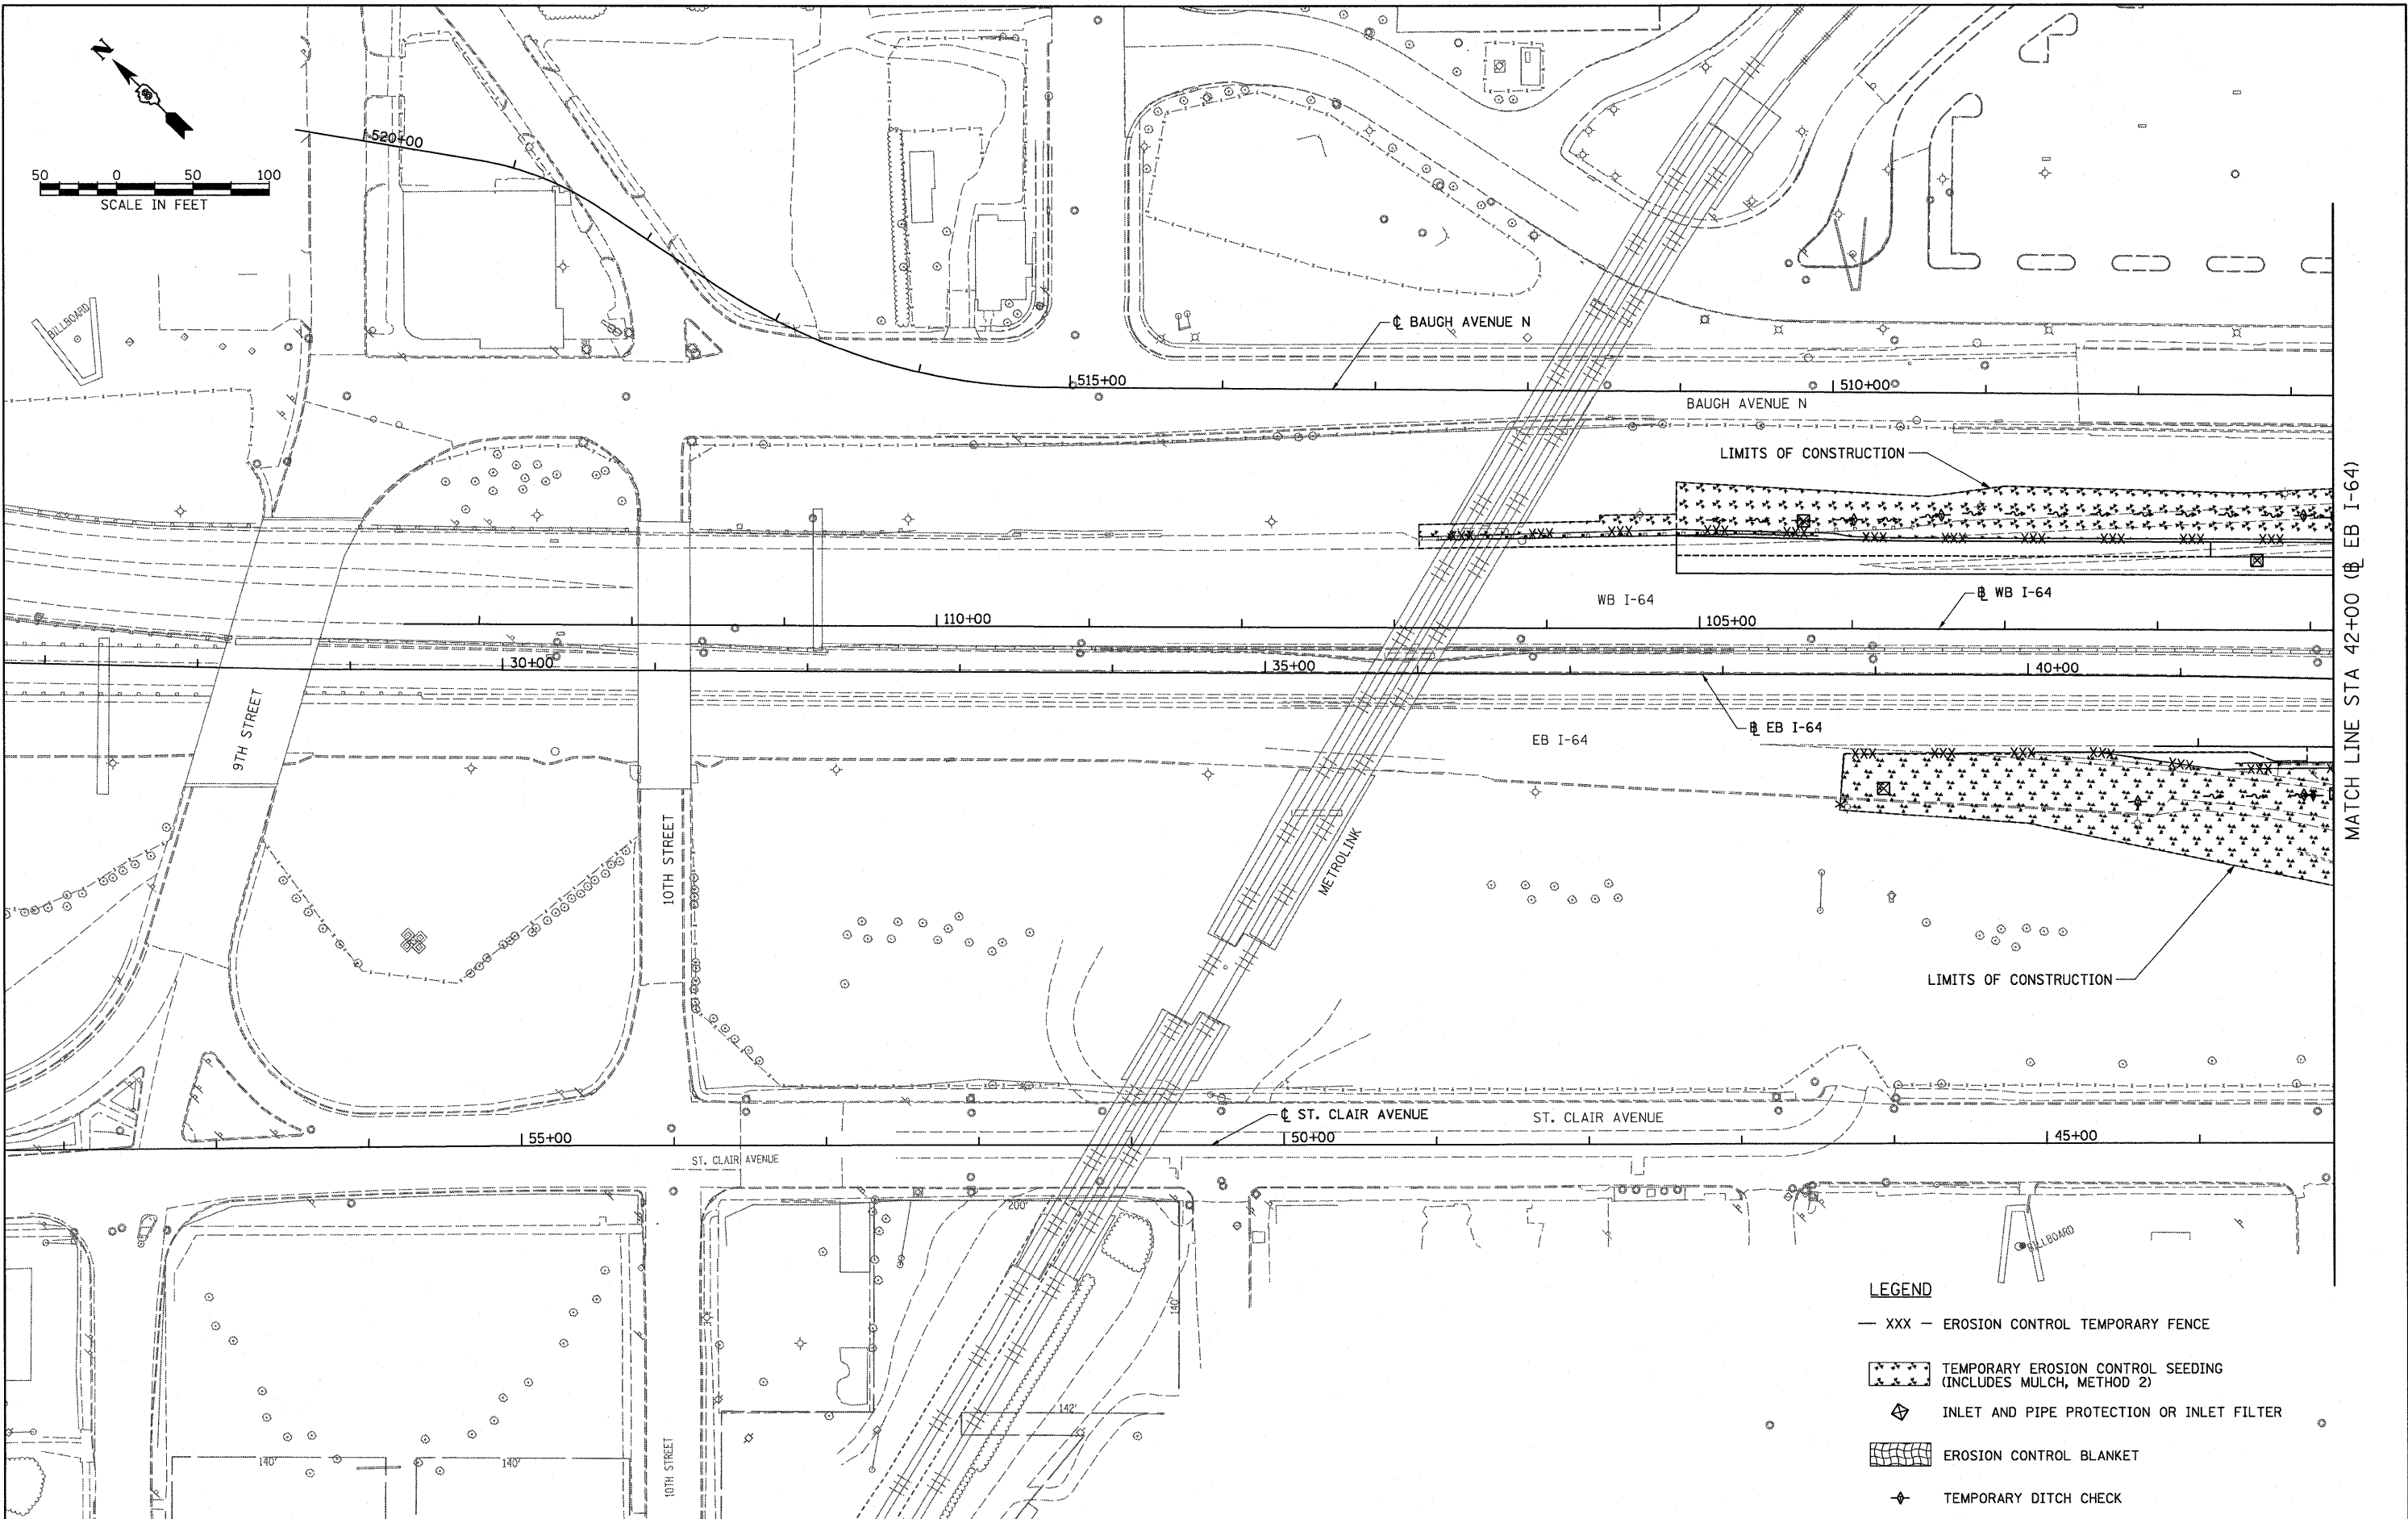 N
50 0 50 100
SCALE IN FEET
520+00
BILLBOARD
℄ BAUGH AVENUE N
515+00
510+00
BAUGH AVENUE N
LIMITS OF CONSTRUCTION
MATCH LINE STA 42+00 (℄ EB I-64)
WB I-64
℄ WB I-64
110+00
105+00
30+00
35+00
40+00
9TH STREET
EB I-64
℄ EB I-64
10TH STREET
METROLINK
LIMITS OF CONSTRUCTION
℄ ST. CLAIR AVENUE
ST. CLAIR AVENUE
55+00
50+00
45+00
ST. CLAIR AVENUE
200'
140'
BILLBOARD
142'
140'
140'
10TH STREET
LEGEND
— XXX — EROSION CONTROL TEMPORARY FENCE
TEMPORARY EROSION CONTROL SEEDING
(INCLUDES MULCH, METHOD 2)
INLET AND PIPE PROTECTION OR INLET FILTER
EROSION CONTROL BLANKET
TEMPORARY DITCH CHECK